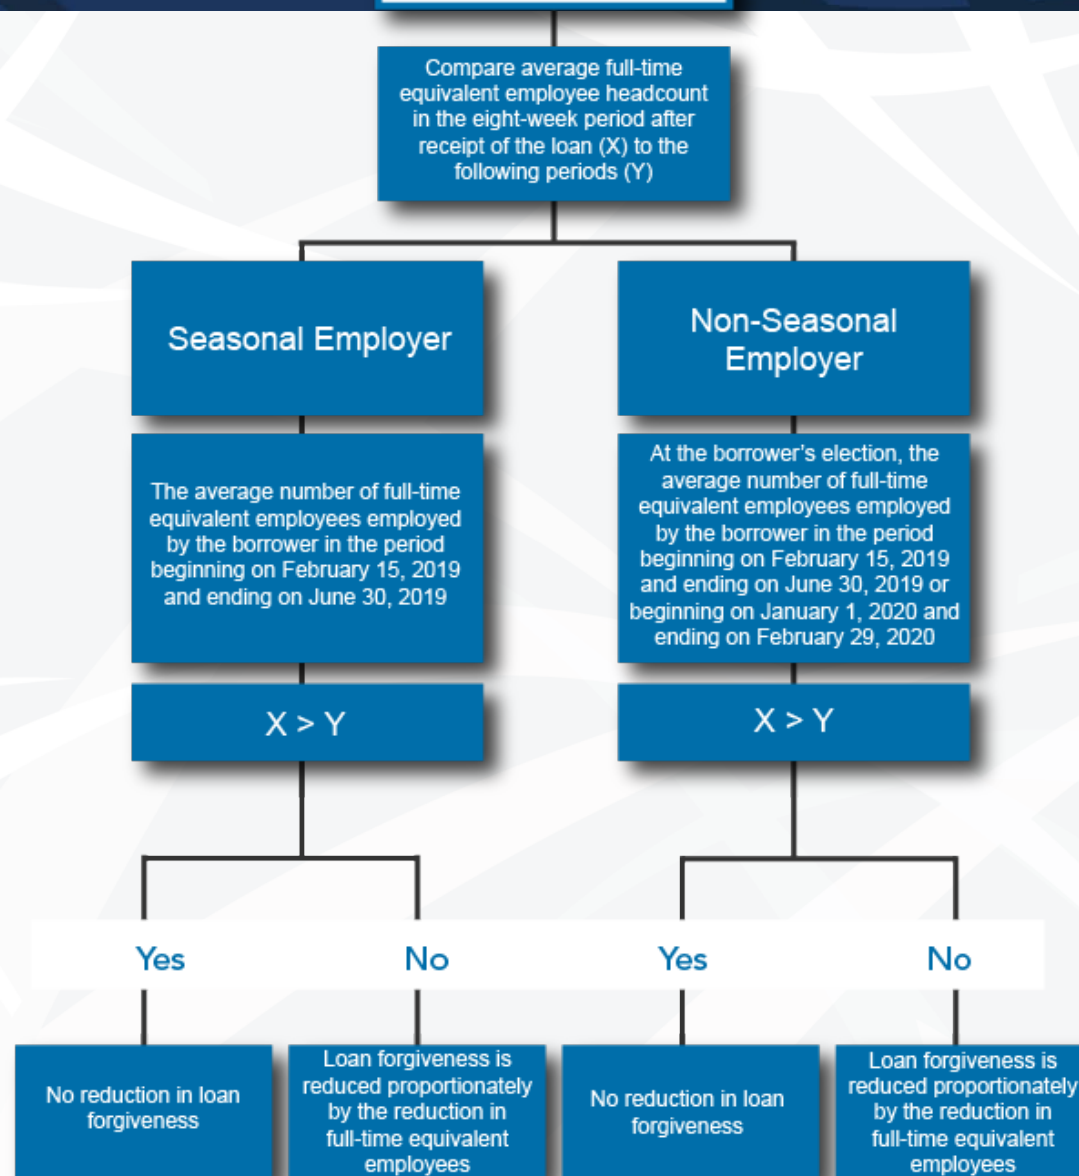 Compare average full-time
equivalent employee headcount
in the eight-week period after
receipt of the loan (X) to the
following periods (Y)
Seasonal Employer
Non-Seasonal
Employer
The average number of full-time
equivalent employees employed
by the borrower in the period
beginning on February 15, 2019
and ending on June 30, 2019
At the borrower’s election, the
average number of full-time
equivalent employees employed
by the borrower in the period
beginning on February 15, 2019
and ending on June 30, 2019 or
beginning on January 1, 2020 and
ending on February 29, 2020
X > Y
X > Y
Yes
No
Yes
No
No reduction in loan
forgiveness
Loan forgiveness is
reduced proportionately
by the reduction in
full-time equivalent
employees
No reduction in loan
forgiveness
Loan forgiveness is
reduced proportionately
by the reduction in
full-time equivalent
employees